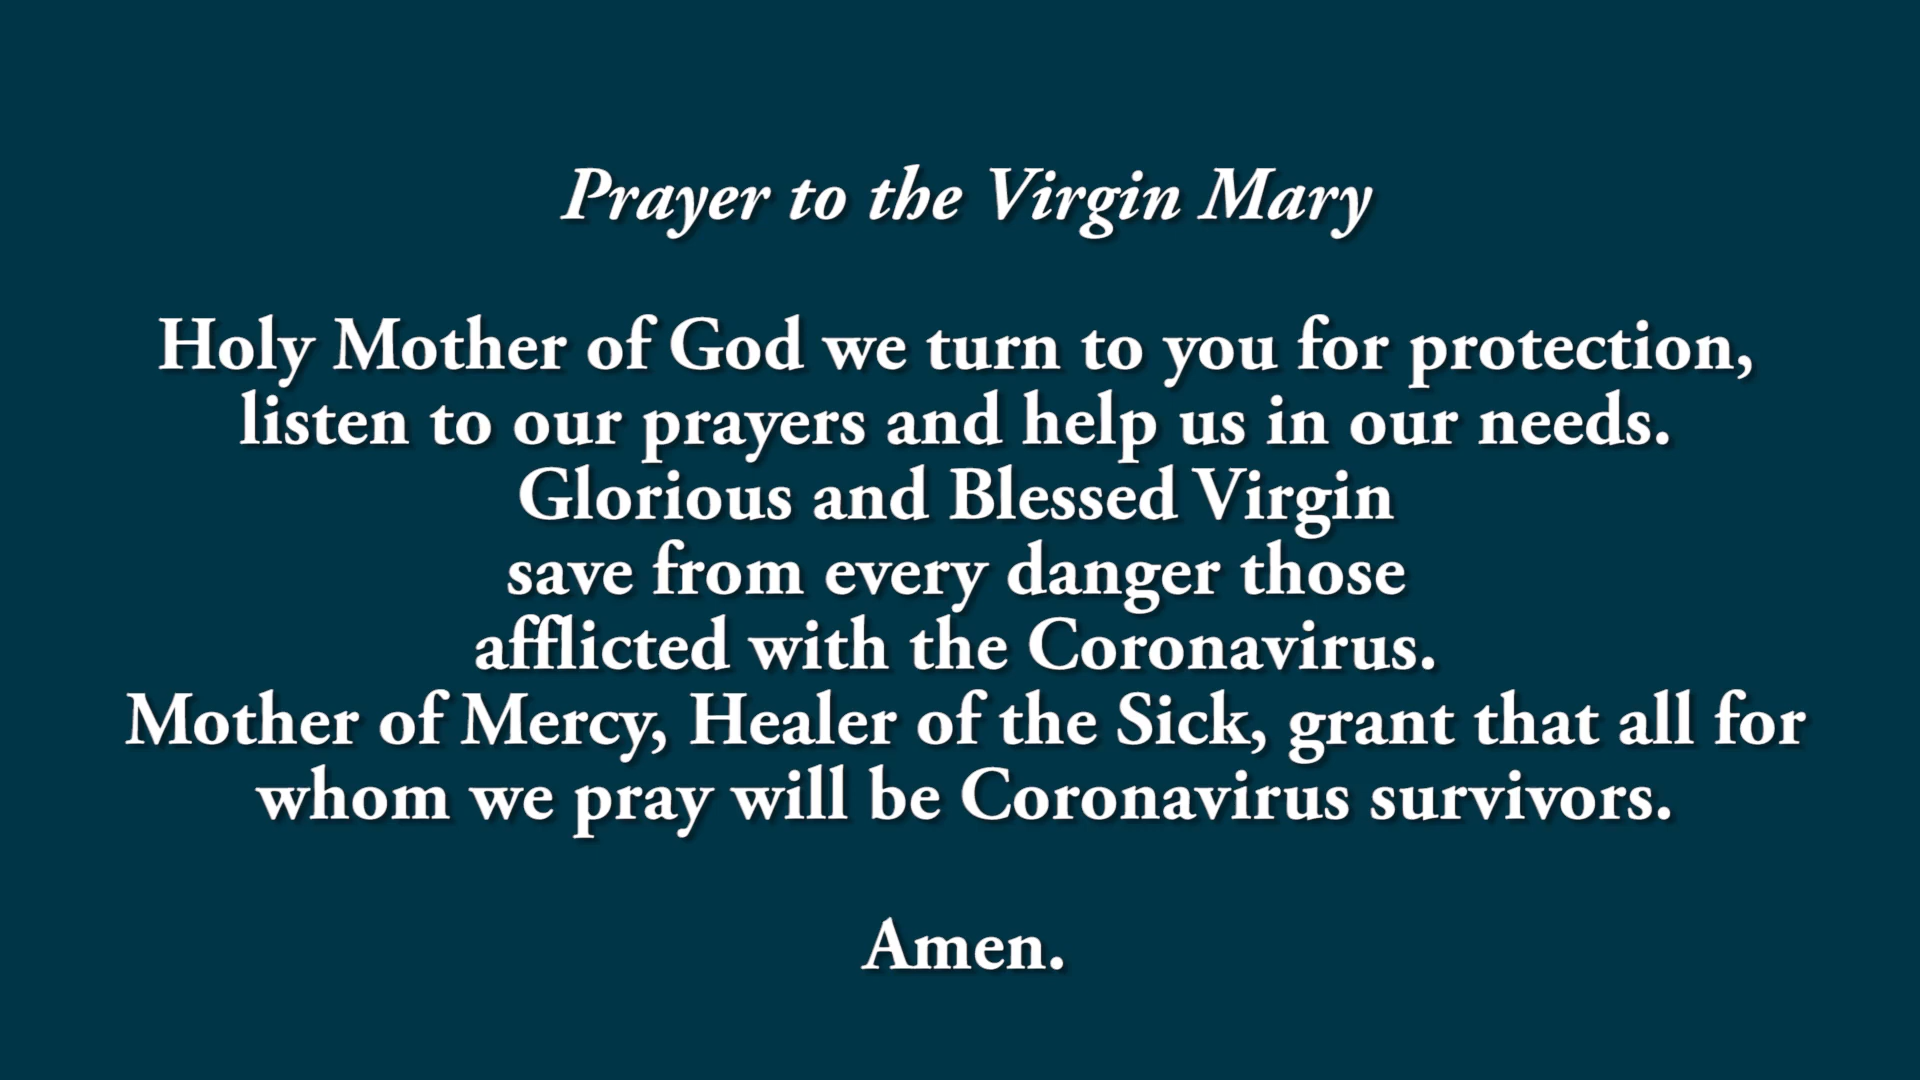 Prayer to the Virgin Mary
Holy Mother of God we turn to you for protection,
listen to our prayers and help us in our needs.
Glorious and Blessed Virgin
save from every danger those
afflicted with the Coronavirus.
Mother of Mercy, Healer of the Sick, grant that all for
whom we pray will be Coronavirus survivors.
Amen.